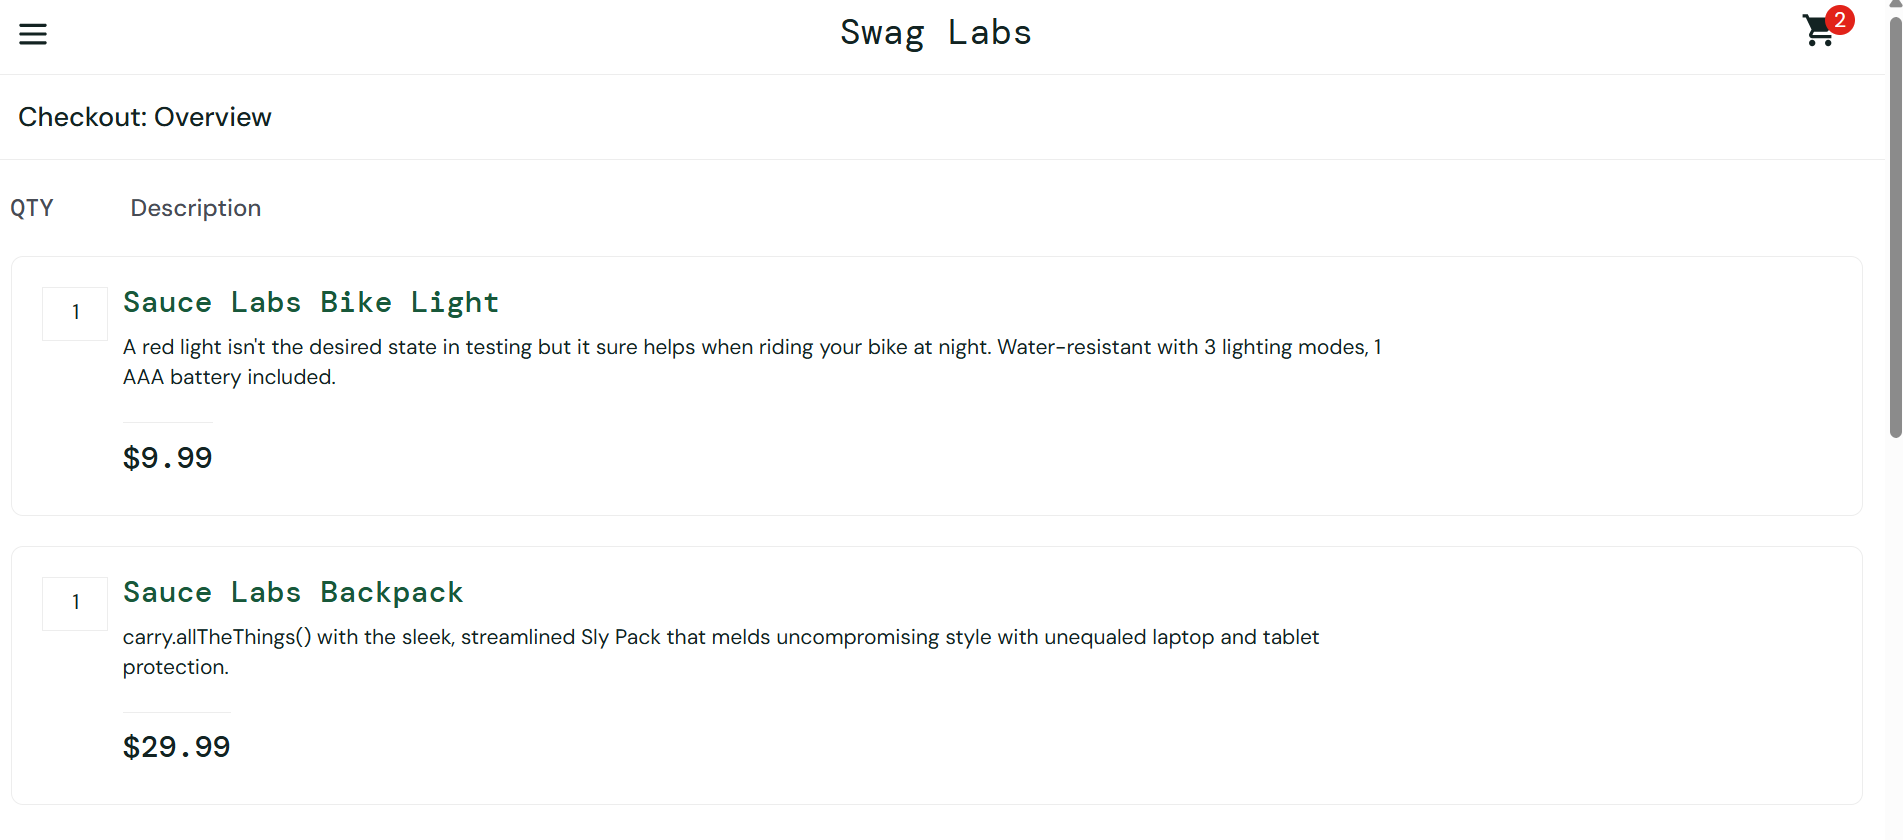 Swag Labs
2
Checkout: Overview
QTY Description
1
Sauce Labs Bike Light
A red light isn't the desired state in testing but it sure helps when riding your bike at night. Water-resistant with 3 lighting modes, 1
AAA battery included.
$9.99
1
Sauce Labs Backpack
carry.allTheThings() with the sleek, streamlined Sly Pack that melds uncompromising style with unequaled laptop and tablet
protection.
$29.99